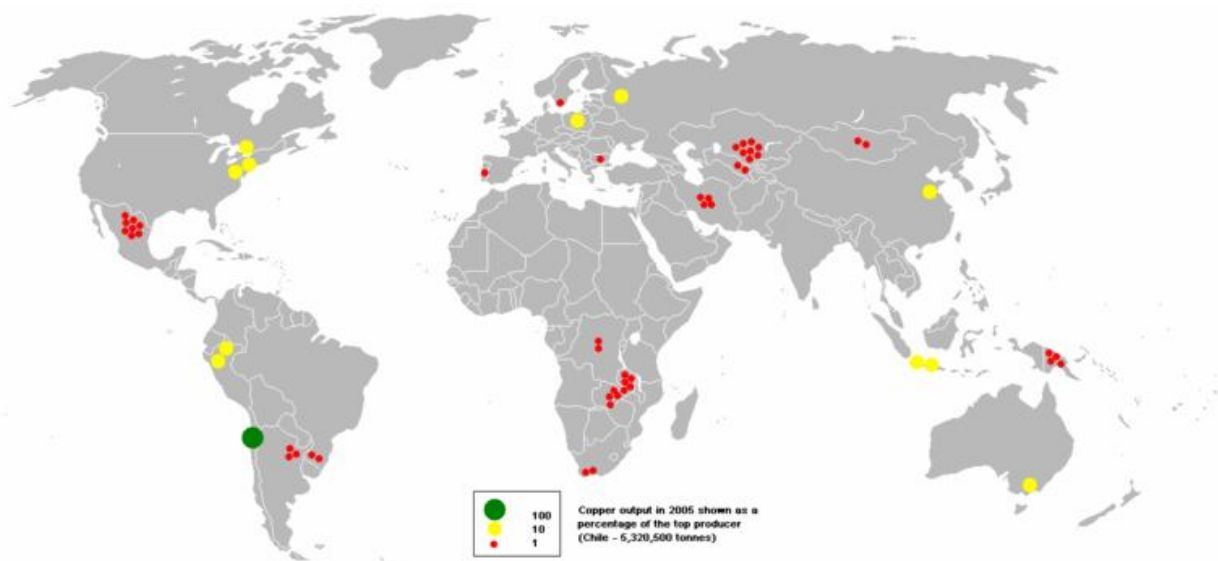 100
10
1
Copper output in 2005 shown as a
percentage of the top producer
(Chile - 5,320,500 tonnes)